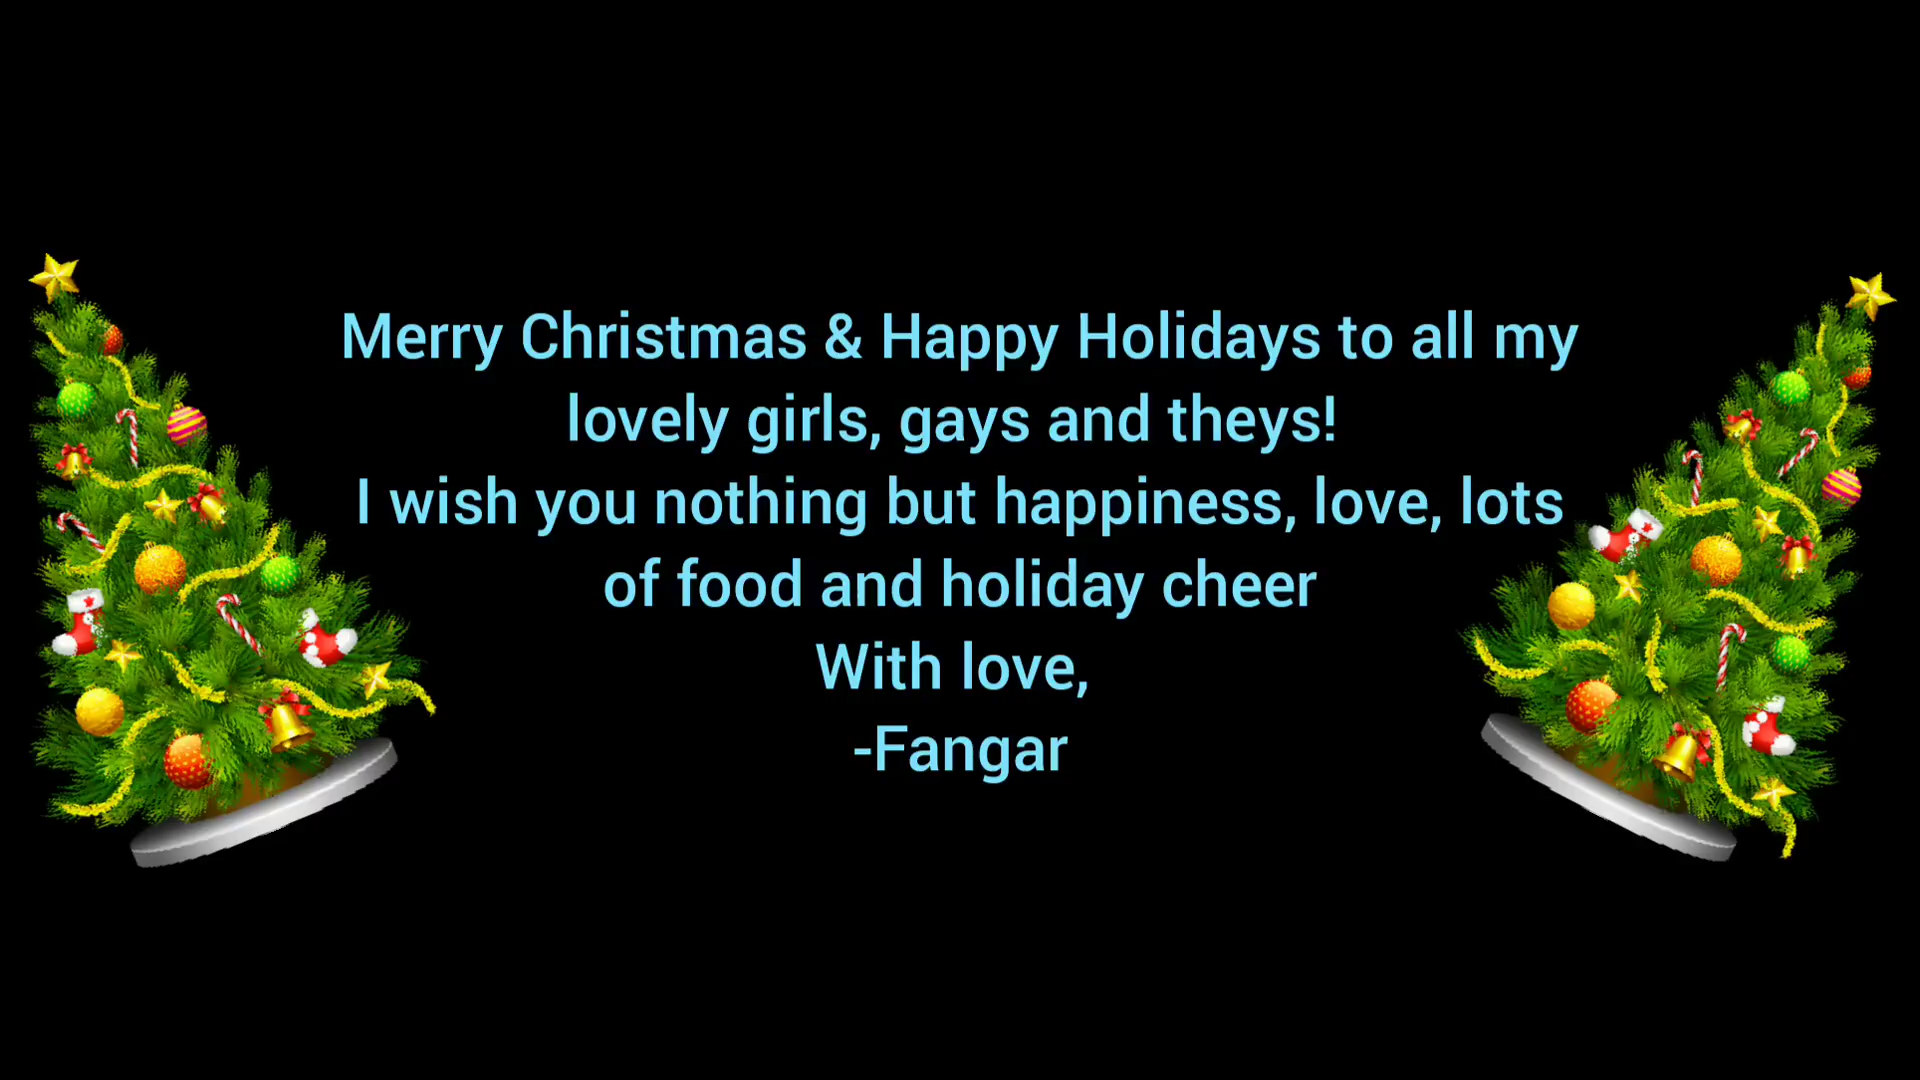 Merry Christmas & Happy Holidays to all my
lovely girls, gays and theys!
I wish you nothing but happiness, love, lots
of food and holiday cheer
With love,
-Fangar